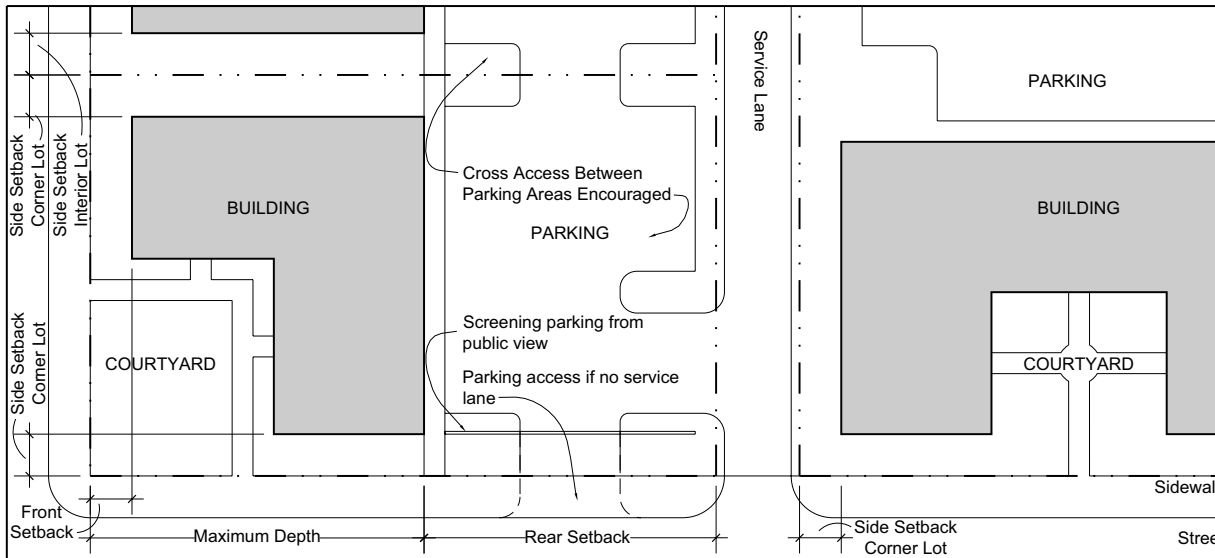 Service Lane
PARKING
Side Setback
Corner Lot
Side Setback
Interior Lot
BUILDING
Cross Access Between
Parking Areas Encouraged
PARKING
BUILDING
Side Setback
Corner Lot
COURTYARD
Screening parking from
public view
Parking access if no service
lane
COURTYARD
Front
Setback
Maximum Depth
Rear Setback
Side Setback
Corner Lot
Sidewal
Stree